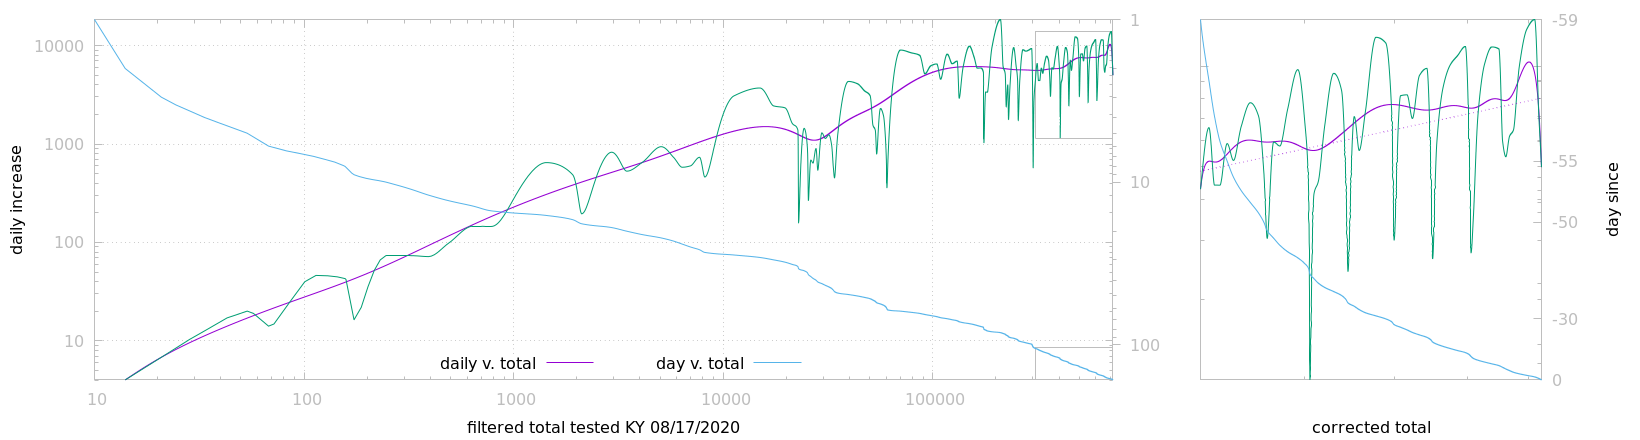 daily increase
10000
1000
100
10
10
100
1000
10000
100000
1
10
100
daily v. total
day v. total
filtered total tested KY 08/17/2020
-59
-55
-50
-30
0
day since
corrected total